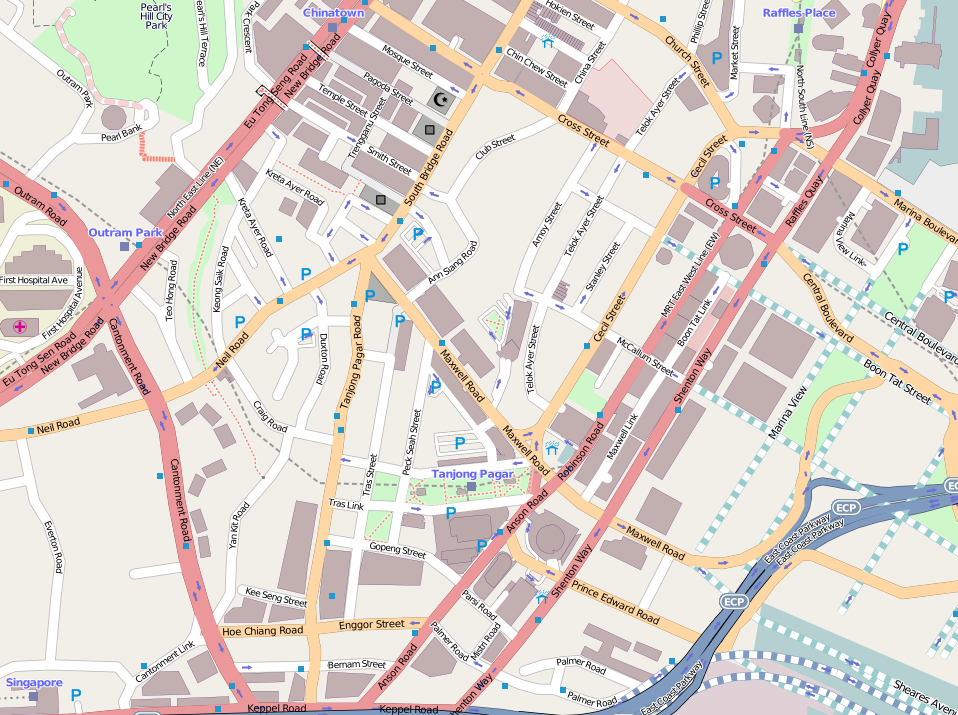 Pearl's
Hill City
Park
Pearl's Hill Terrace
Park Crescent
Chinatown
Hokien Street
Phillip Street
Raffles Place
Church Street
Market Street
Collyer Quay
Collyer Quay
Mosque Street
Chin Chew Street
China Street
North South Line (NS)
Outram Park
Eu Tong Seng Road
New Bridge Road
Pagoda Street
Temple Street
Trengganu Street
Smith Street
Cross Street
Telok Ayer Street
Pearl Bank
Club Street
Cecil Street
South Bridge Road
North East Line (NE)
Kreta Ayer Road
Outram Road
Kreta Ayer Road
Amoy Street
Telok Ayer Street
Cross Street
Raffles Quay
Marina Boulevard
Marina View Link
Outram Park
New Bridge Road
Ann Siang Road
Stanley Street
MRT East West Line (EW)
First Hospital Ave
First Hospital Avenue
Teo Hong Road
Keong Saik Road
Cecil Street
Boon Tat Link
Central Boulevard
Central Boulevard
Eu Tong Sen Road
New Bridge Road
Cantonment Road
Neil Road
Duxton Road
Tanjong Pagar Road
Maxwell Road
Telok Ayer Street
McCallum Street
Shenton Way
Boon Tat Street
Marina View
Neil Road
Craig Road
Peck Seah Street
Maxwell Road
Maxwell Link
Robinson Road
Cantonment Road
Tras Street
Tanjong Pagar
Tras Link
Anson Road
Yan Kit Road
Everton Road
Gopeng Street
Maxwell Road
ECP
ECP
East Coast Parkway
East Coast Parkway
Shenton Way
Prince Edward Road
ECP
Kee Seng Street
Parsi Road
Hoe Chiang Road
Enggor Street
Palmer Road
Mistri Road
Cantonment Link
Bernam Street
Anson Road
Palmer Road
Palmer Road
East Coast Parkway
Singapore
Keppel Road
Keppel Road
Shenton Way
Sheares Avenue